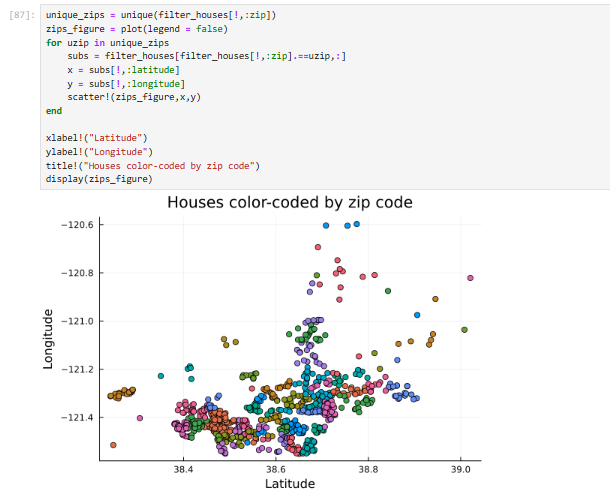 [87]: unique_zips = unique(filter_houses[!,:zip])
zips_figure = plot(legend = false)
for uzip in unique_zips
    subs = filter_houses[filter_houses[!,:zip].==uzip,:]
    x = subs[!,:latitude]
    y = subs[!,:longitude]
    scatter!(zips_figure,x,y)
end
xlabel!("Latitude")
ylabel!("Longitude")
title!("Houses color-coded by zip code")
display(zips_figure)
Houses color-coded by zip code
−120.6
−120.8
−121.0
−121.2
−121.4
Longitude
38.4 38.6 38.8 39.0
Latitude